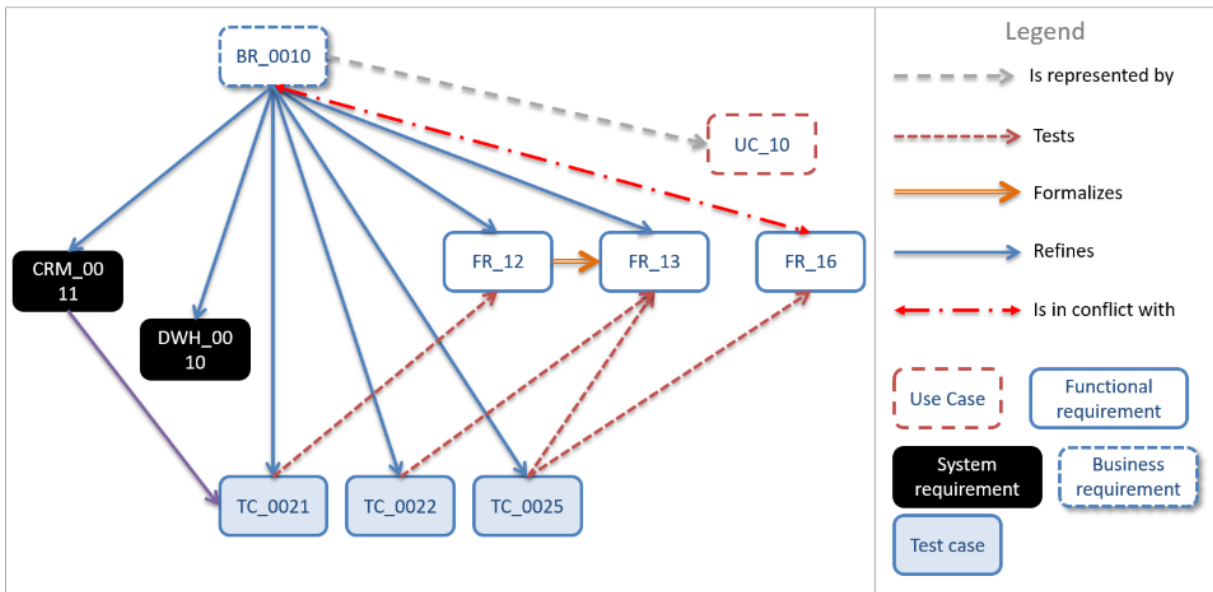 BR_0010
UC_10
CRM_00
11
DWH_00
10
FR_12
FR_13
FR_16
TC_0021
TC_0022
TC_0025
Legend
Is represented by
Tests
Formalizes
Refines
Is in conflict with
Use Case
Functional
requirement
System
requirement
Business
requirement
Test case